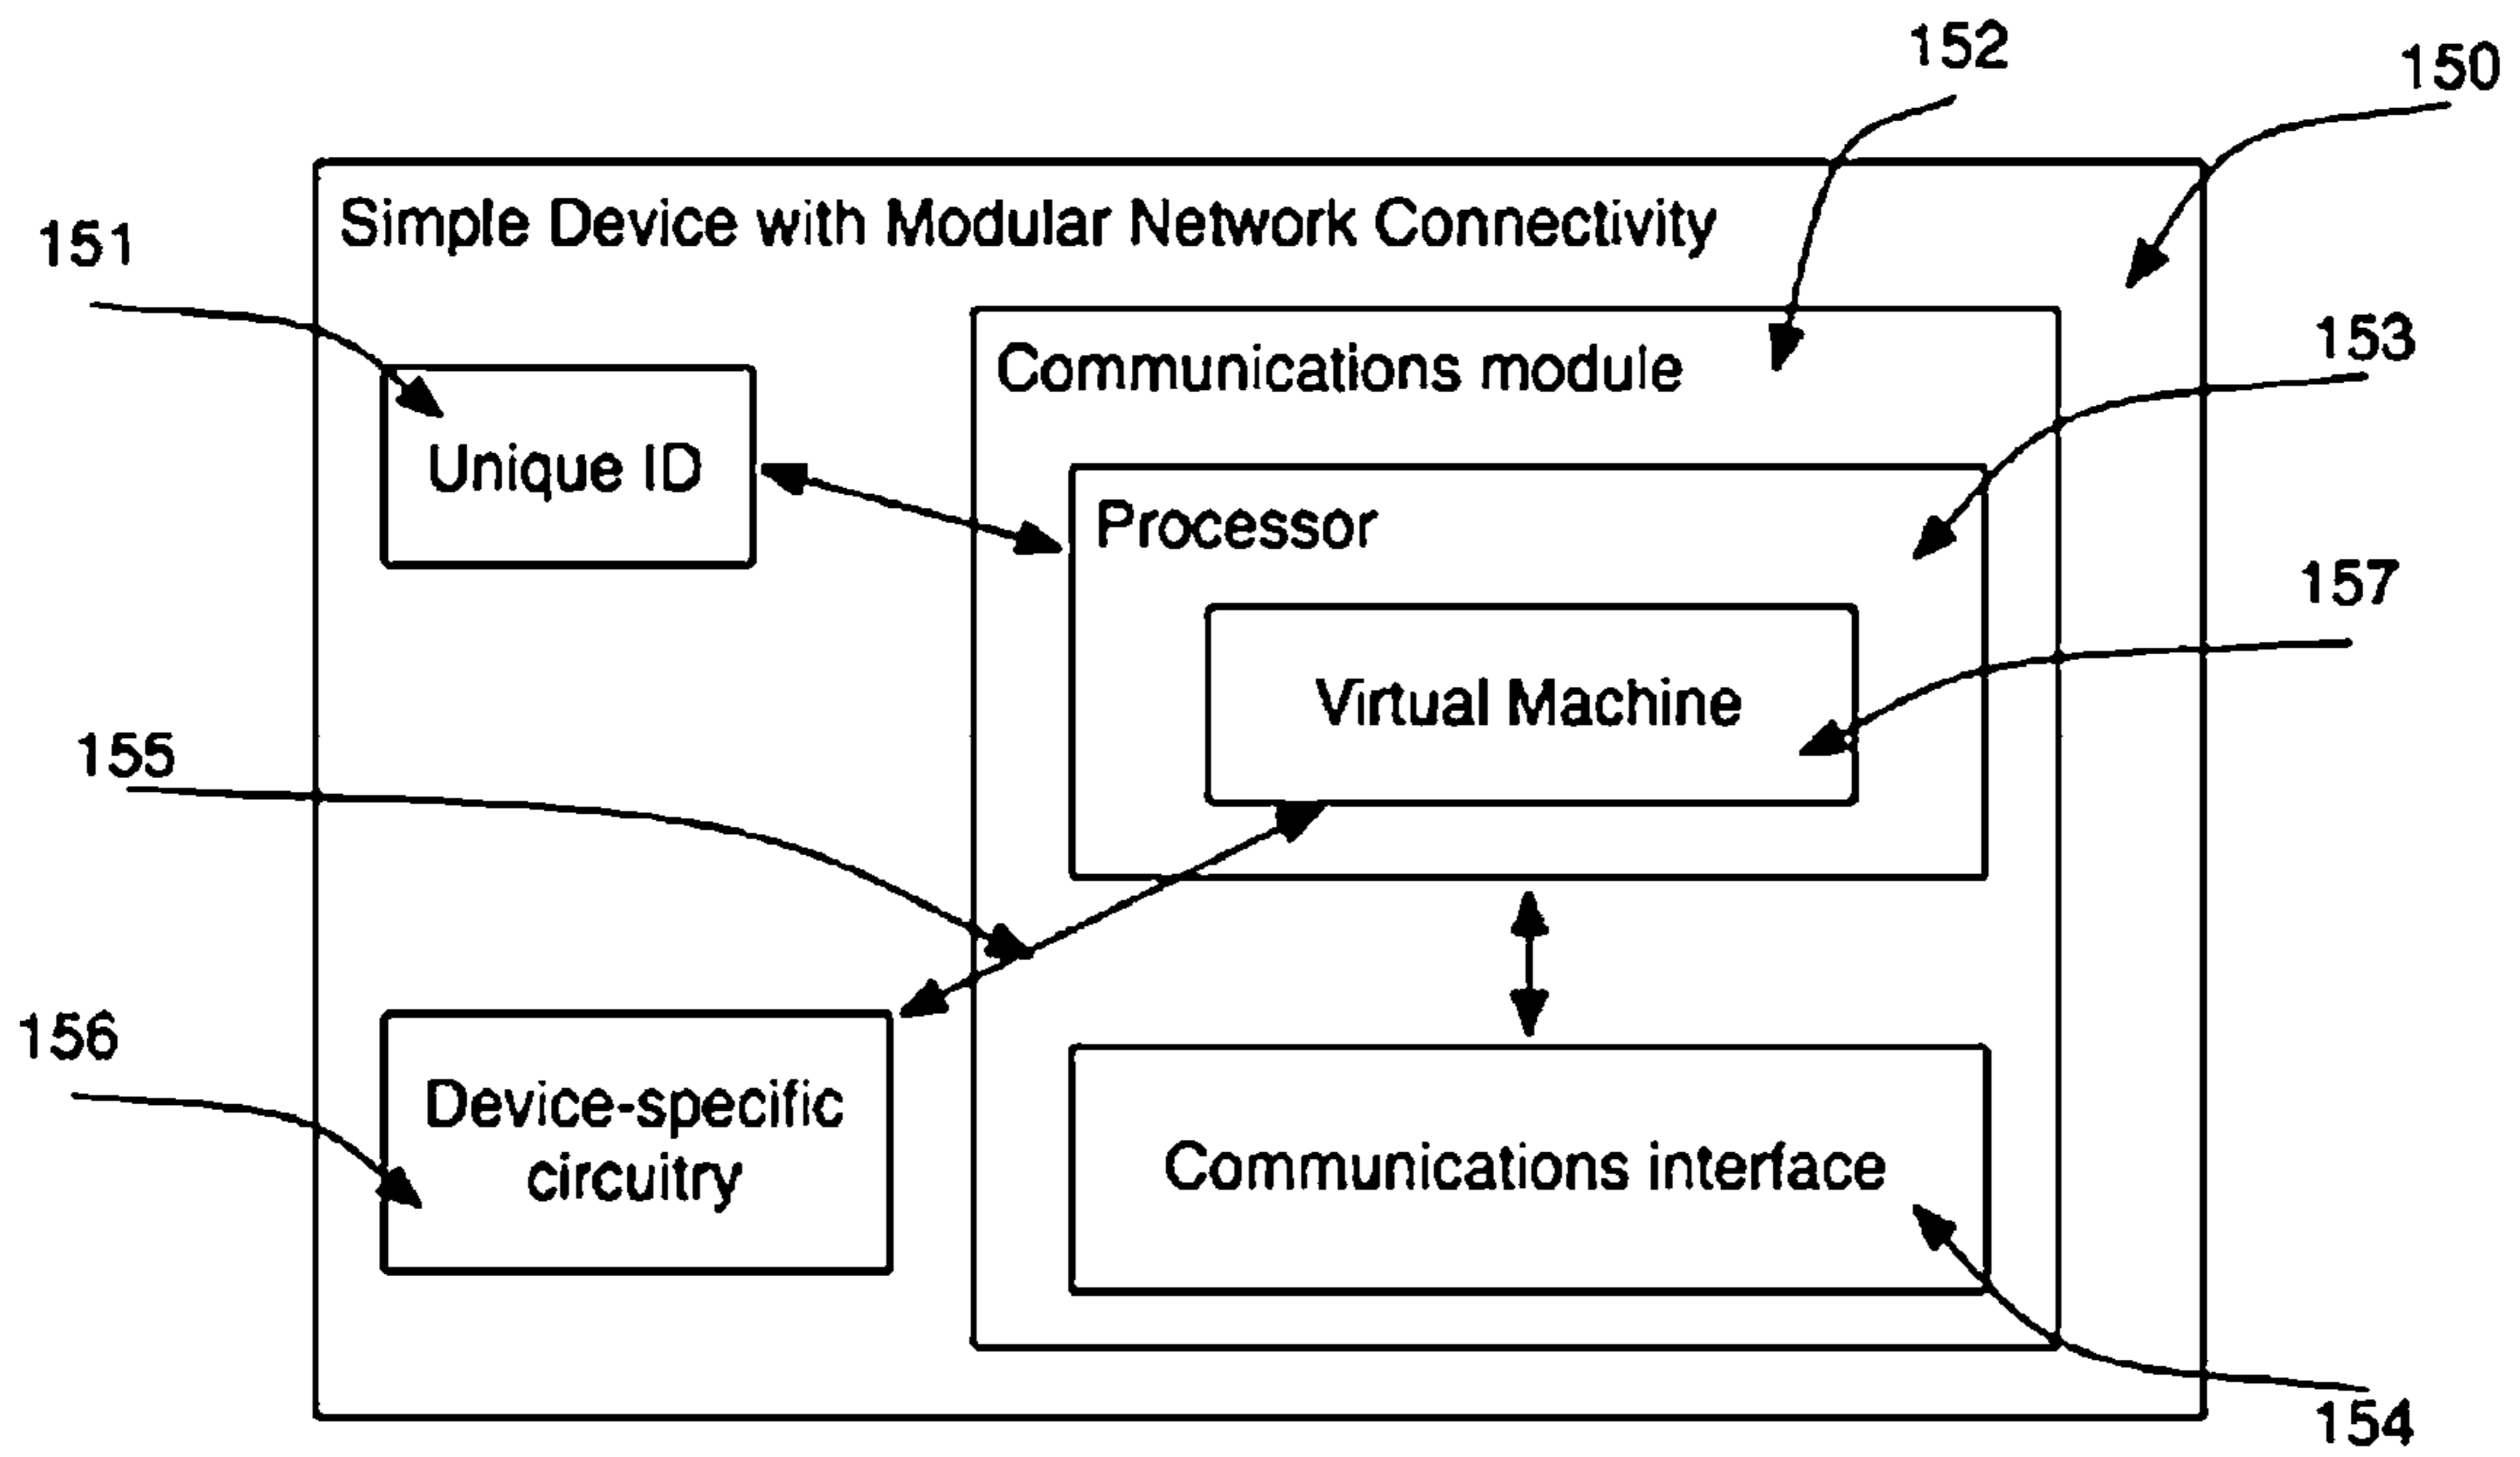 152
150
Simple Device with Modular Network Connectivity
151
Communications module
153
Unique ID
Processor
157
Virtual Machine
155
156
Device-specific
circuitry
Communications interface
154